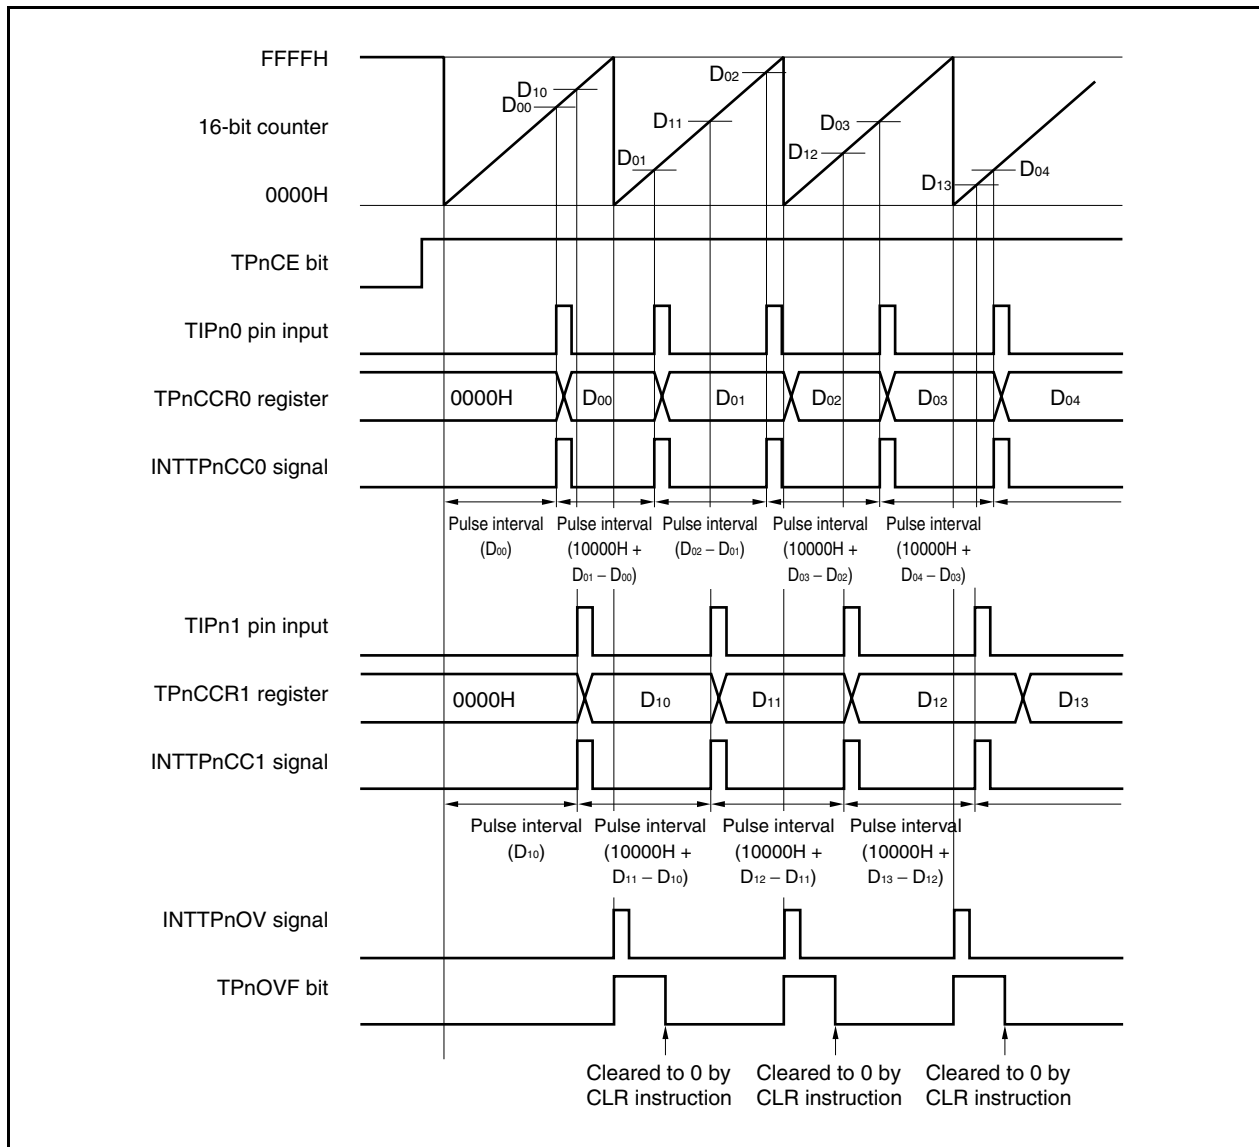 FFFFH
D10
D00
D02
16-bit counter
D11
D03
D01
D12
D13
D04
0000H
TPnCE bit
TIPn0 pin input
TPnCCR0 register
0000H
D00
D01
D02
D03
D04
INTTPnCC0 signal
Pulse interval
(D00)
Pulse interval
(10000H +
D01 – D00)
Pulse interval
(D02 – D01)
Pulse interval
(10000H +
D03 – D02)
Pulse interval
(10000H +
D04 – D03)
TIPn1 pin input
TPnCCR1 register
0000H
D10
D11
D12
D13
INTTPnCC1 signal
Pulse interval
(D10)
Pulse interval
(10000H +
D11 – D10)
Pulse interval
(10000H +
D12 – D11)
Pulse interval
(10000H +
D13 – D12)
INTTPnOV signal
TPnOVF bit
Cleared to 0 by
CLR instruction
Cleared to 0 by
CLR instruction
Cleared to 0 by
CLR instruction